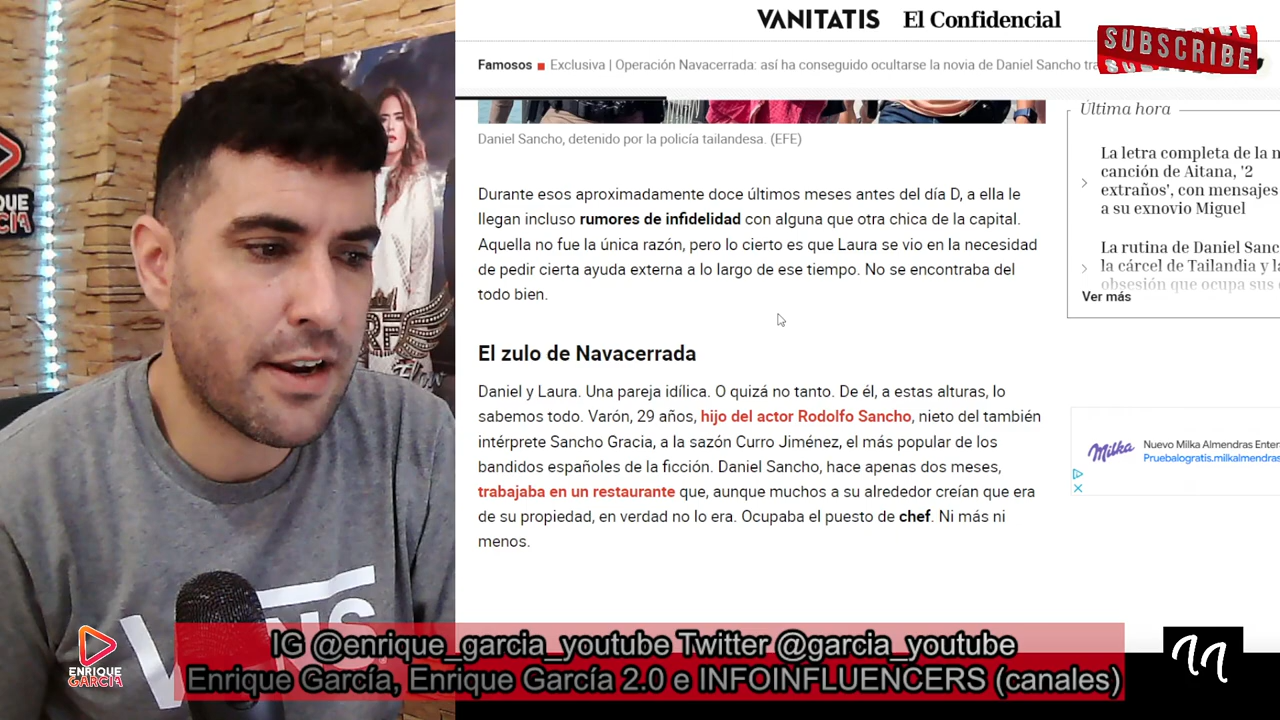 VANITATIS El Confidencial
SUBSCRIBE
Famosos ■ Exclusiva | Operación Navacerrada: así ha conseguido ocultarse la novia de Daniel Sancho
Daniel Sancho, detenido por la policía tailandesa. (EFE)
Durante esos aproximadamente doce últimos meses antes del día D, a ella le
llegan incluso rumores de infidelidad con alguna que otra chica de la capital.
Aquella no fue la única razón, pero lo cierto es que Laura se vio en la necesidad
de pedir cierta ayuda externa a lo largo de ese tiempo. No se encontraba del
todo bien.
El zulo de Navacerrada
Daniel y Laura. Una pareja idílica. O quizá no tanto. De él, a estas alturas, lo
sabemos todo. Varón, 29 años, hijo del actor Rodolfo Sancho, nieto del también
intérprete Sancho Gracia, a la sazón Curro Jiménez, el más popular de los
bandidos españoles de la ficción. Daniel Sancho, hace apenas dos meses,
trabajaba en un restaurante que, aunque muchos a su alrededor creían que era
de su propiedad, en verdad no lo era. Ocupaba el puesto de chef. Ni más ni
menos.
Última hora
La letra completa de la
canción de Aitana, '2
extraños', con mensajes
a su exnovio Miguel
La rutina de Daniel
la cárcel de Tailandia y
obsesión que ocupa sus
Ver más
Milka
Nuevo Milka Almendras
Pruebalogratis.milkalmendras
VANS
IG @enrique_garcia_youtube Twitter @garcia_youtube
Enrique García, Enrique García 2.0 e INFOINFLUENCERS (canales)
ENRIQUE
GARCÍA